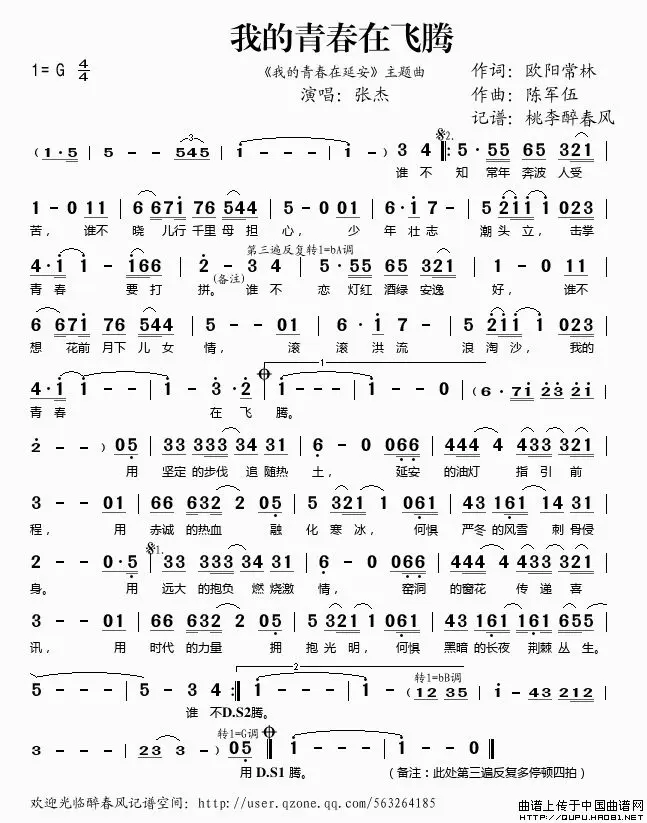 我的青春在飞腾
1=G 4/4
《我的青春在延安》主题曲
作词：欧阳常林
演唱：张杰
作曲：陈军伍
记谱：桃李醉春风
(1·5 | 5 - - 545 | i - - - | i - ) 3 4 ‖: 5·55 65 321 |
谁 不 知 常年 奔波 人受
1 - 0 11 | 6 671 76 544 | 5 - 0 01 | 6·i 7 - | 5 211 1 023 |
苦， 谁不 晓 儿行 千里 母 担 心， 少 年 壮志 潮 头 立， 击掌
第三遍反复转1=bA调
4·i i - i66 | 2 - 3 4 | 5·55 65 321 | 1 - 0 11 |
(备注)
青春 要 打 拼。 谁 不 恋 灯红 酒绿 安逸 好， 谁不
6 671 76 544 | 5 - - 01 | 6·i 7 - | 5 211 1 023 |
想 花前 月下 儿 女 情， 滚 滚 洪 流 浪 淘 沙， 我的
4·i i - - | i - 3·2 | i - - - | i - - (6·7i 23 21 |
青春 在 飞 腾。
2 - - ) 05 | 33 333 34 31 | 6 - 0 066 | 444 4 433 321 |
用 坚定 的步伐 追 随热 土， 延安 的油灯 指 引 前
3 - - 01 | 66 632 2 05 | 5 321 1 061 | 43 161 14 31 |
程， 用 赤诚 的热血 融 化 寒 冰， 何惧 严冬 的风雪 刺 骨侵
2 - - 0·5 | 33 333 34 31 | 6 - 0 066 | 444 4 433 321 |
身。 用 远大 的抱负 燃 烧激 情， 窑洞 的窗花 传 递 喜
3 - - 01 | 66 632 2 05 | 5 321 1 061 | 43 161 161 655 |
讯， 用 时代 的力量 拥 抱 光 明， 何惧 黑暗 的长夜 荆棘 丛 生。
转1=bB调
5 - - - | 5 - 3 4 :‖ i - - - | i - (12 35 | i - 43 212 |
谁 不D.S2腾。
转1=G调
3 - - - | 23 3 - ) 05 ‖ i - - - | i - - 0 ‖
用 D.S1 腾。 （备注：此处第三遍反复多停顿四拍）
欢迎光临醉春风记谱空间：http://user.qzone.qq.com/563264185
曲谱上传于中国曲谱网
http://QUPU.HAO81.NET